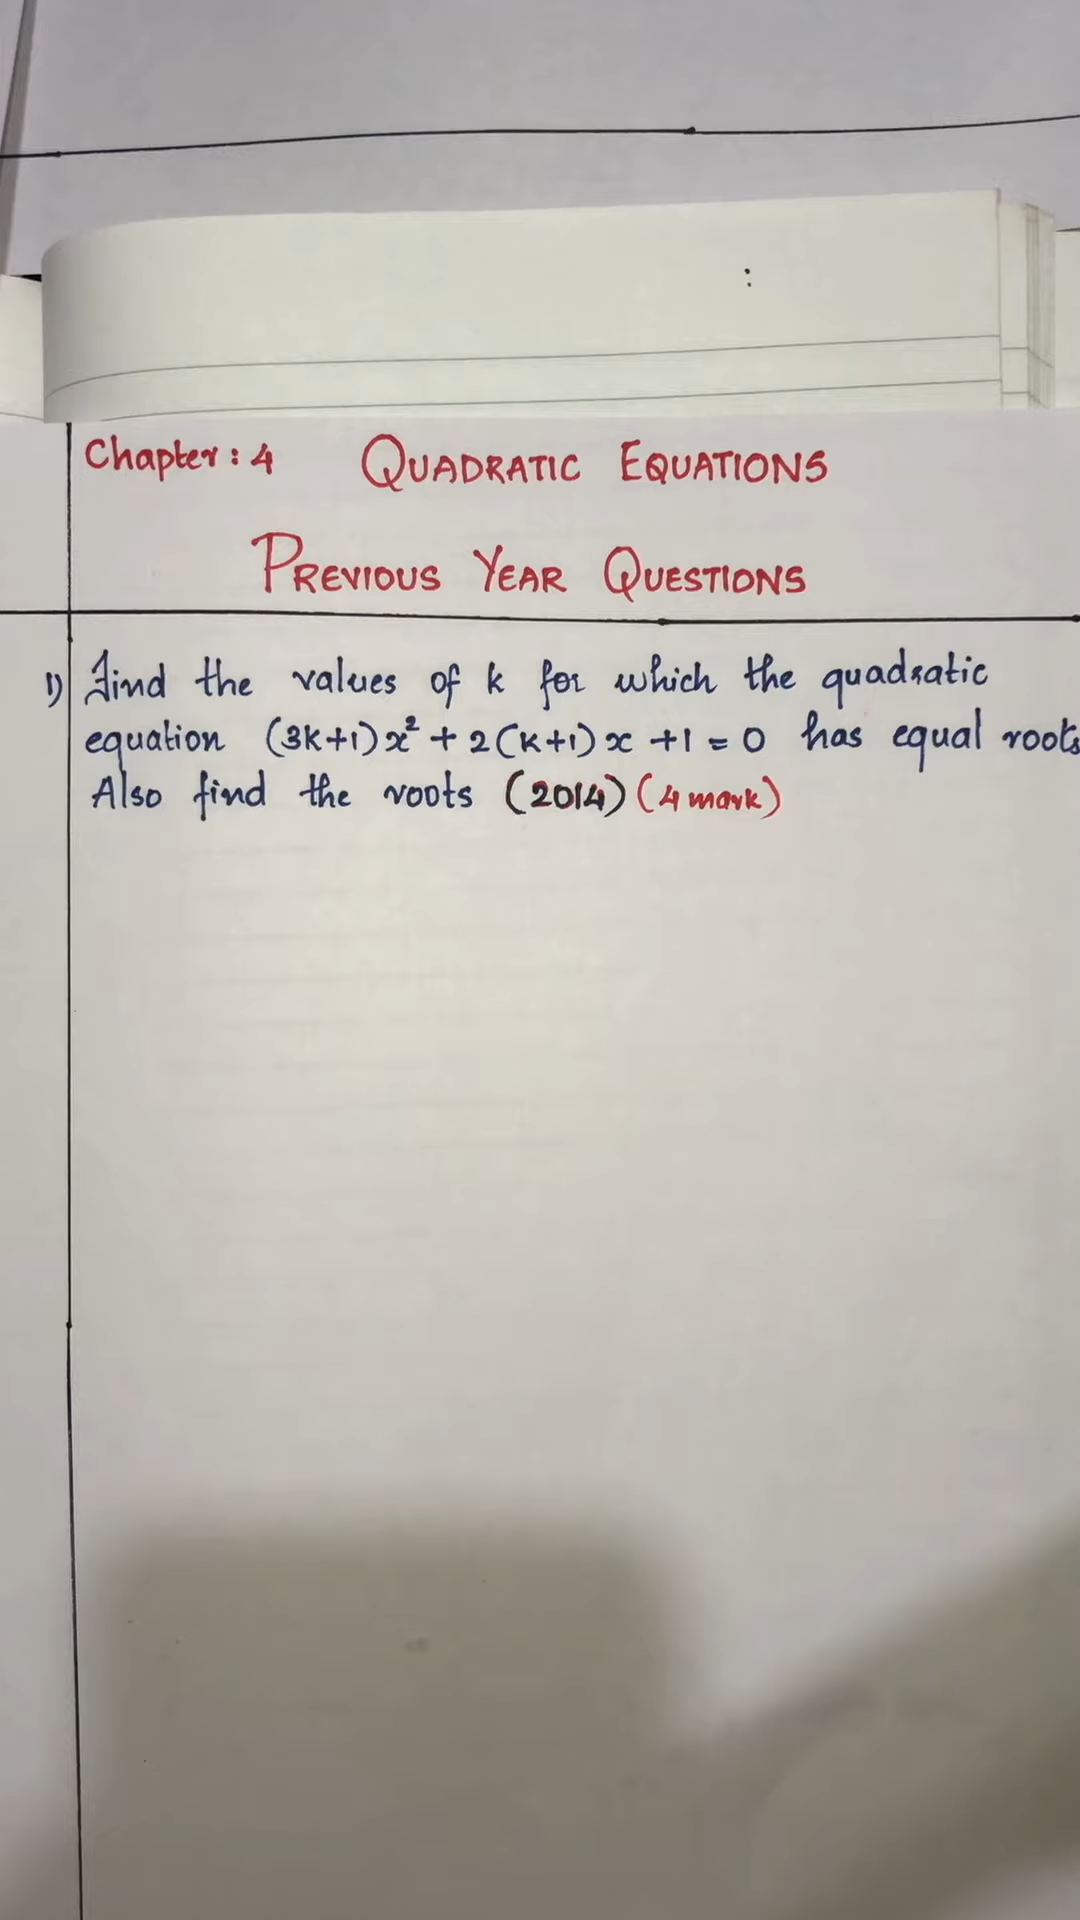 Chapter : 4 QUADRATIC EQUATIONS
PREVIOUS YEAR QUESTIONS
1) Find the values of k for which the quadratic
equation (3k+1)x² + 2(k+1)x +1 = 0 has equal roots
Also find the roots (2014) (4 mark)